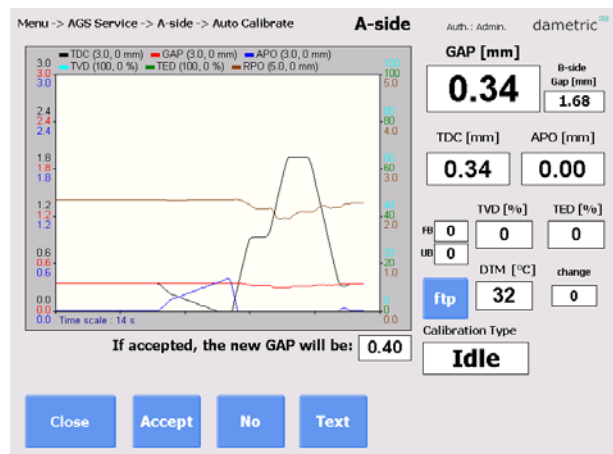 Menu -> AGS Service -> A-side -> Auto Calibrate
A-side
Auth.: Admin.
dametric
TDC (3.0, 0 mm) GAP (3.0, 0 mm) APO (3.0, 0 mm)
TVD (100, 0 %) TED (100, 0 %) RPO (5.0, 0 mm)
3.0 100
3.0 100
3.0 5.0
2.4 80
2.4 80
2.4 4.0
1.8 60
1.8 60
1.8 3.0
1.2 40
1.2 40
1.2 2.0
0.6 20
0.6 20
0.6 1.0
0.0 0
0.0 0
0.0 0.0
Time scale : 14 s
If accepted, the new GAP will be: 0.40
GAP [mm]
0.34
B-side
Gap [mm]
1.68
TDC [mm] APO [mm]
0.34 0.00
TVD [%] TED [%]
FB 0
UB 0
0 0
DTM [°C] change
ftp 32 0
Calibration Type
Idle
Close Accept No Text